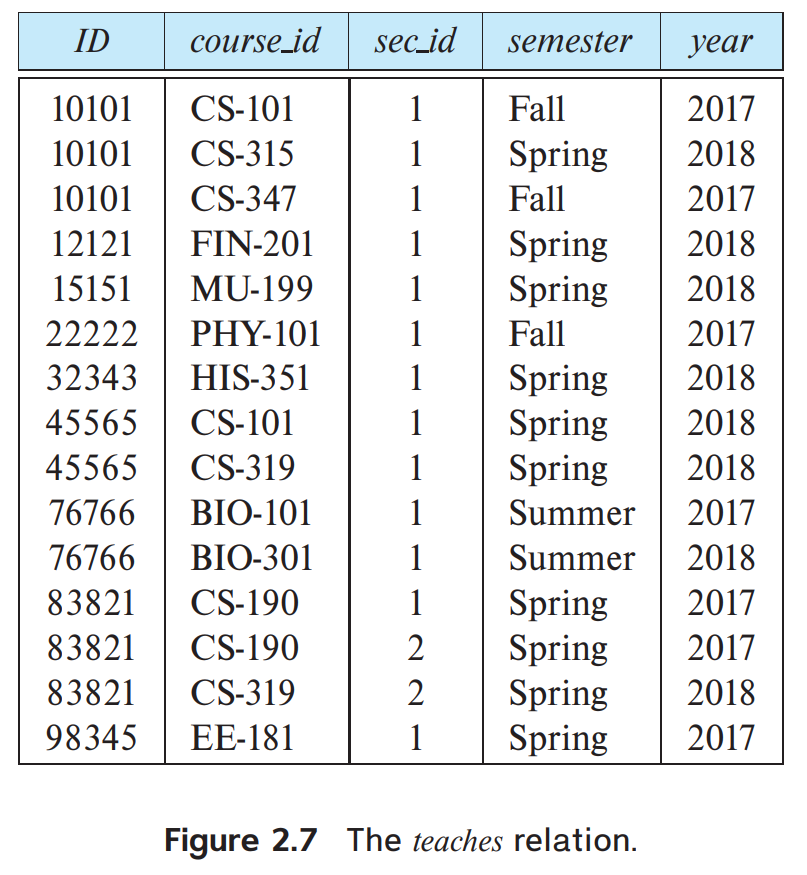 ID course_id sec_id semester year
10101 CS-101 1 Fall 2017
10101 CS-315 1 Spring 2018
10101 CS-347 1 Fall 2017
12121 FIN-201 1 Spring 2018
15151 MU-199 1 Spring 2018
22222 PHY-101 1 Fall 2017
32343 HIS-351 1 Spring 2018
45565 CS-101 1 Spring 2018
45565 CS-319 1 Spring 2018
76766 BIO-101 1 Summer 2017
76766 BIO-301 1 Summer 2018
83821 CS-190 1 Spring 2017
83821 CS-190 2 Spring 2017
83821 CS-319 2 Spring 2018
98345 EE-181 1 Spring 2017
Figure 2.7 The teaches relation.